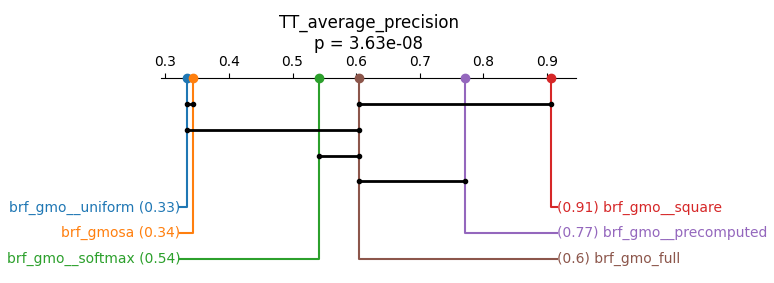 TT_average_precision
p = 3.63e-08
0.3 0.4 0.5 0.6 0.7 0.8 0.9
brf_gmo__uniform (0.33) (0.91) brf_gmo__square
brf_gmosa (0.34) (0.77) brf_gmo__precomputed
brf_gmo__softmax (0.54) (0.6) brf_gmo_full